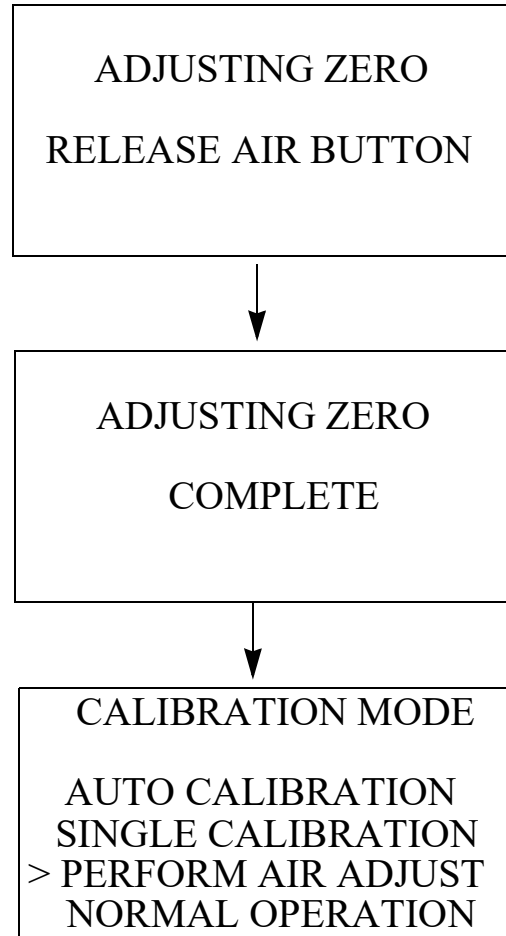 ADJUSTING ZERO
RELEASE AIR BUTTON
ADJUSTING ZERO
COMPLETE
CALIBRATION MODE
AUTO CALIBRATION
SINGLE CALIBRATION
> PERFORM AIR ADJUST
NORMAL OPERATION